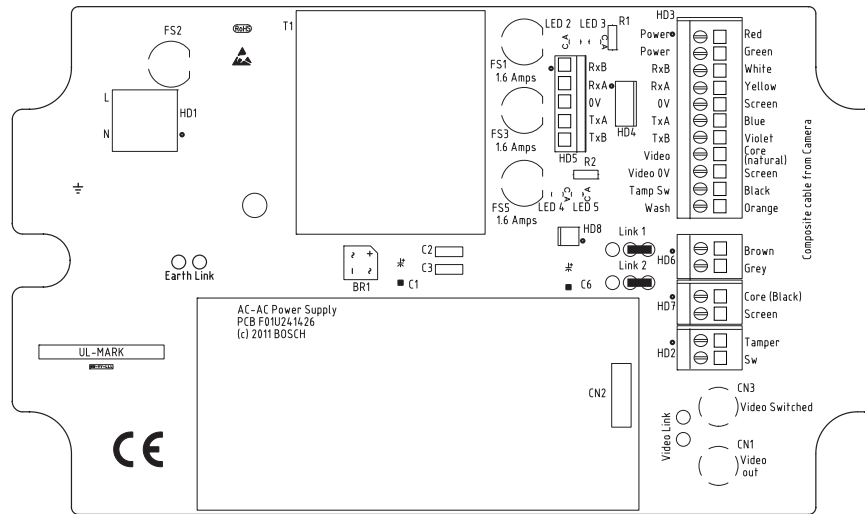 FS2
RoHS
T1
LED 2 LED 3 R1
C_A
C_A
FS1
1.6 Amps
FS3
1.6 Amps
FS5
1.6 Amps
L
N
HD1
RxB
RxA
0V
TxA
TxB
HD5
HD4
R2
C_A
C_A
LED 4 LED 5
HD8
HD3
Power Red
Power Green
RxB White
RxA Yellow
0V Screen
TxA Blue
TxB Violet
Video Core (natural)
Video 0V Screen
Tamp Sw Black
Wash Orange
Composite cable from Camera
Link 1
Link 2
HD6
Brown
Grey
HD7
Core (Black)
Screen
HD2
Tamper
Sw
Earth Link
BR1
C1
C2
C3
C6
AC-AC Power Supply
PCB F01U241426
(c) 2011 BOSCH
UL-MARK
CE
CN2
CN3
Video Switched
Video Link
CN1
Video
out